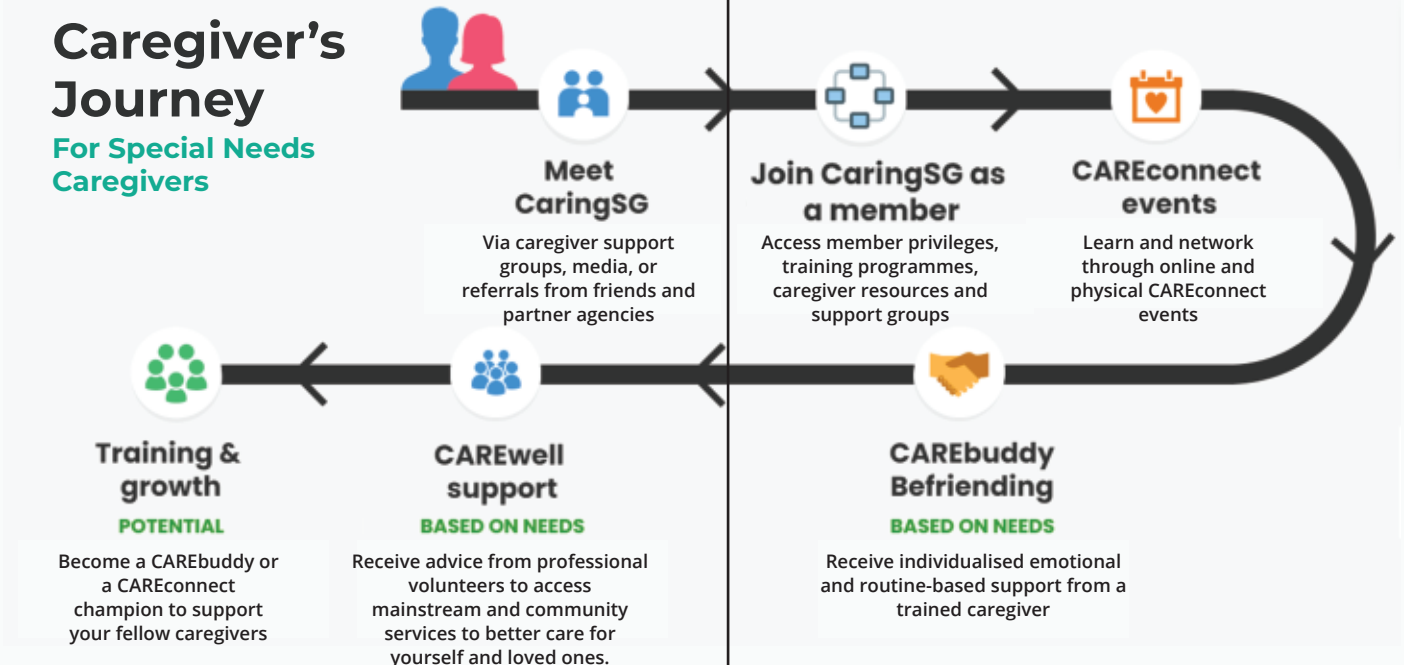 Caregiver's
Journey
For Special Needs
Caregivers
Meet
CaringSG
Via caregiver support
groups, media, or
referrals from friends and
partner agencies
Join CaringSG as
a member
Access member privileges,
training programmes,
caregiver resources and
support groups
CAREconnect
events
Learn and network
through online and
physical CAREconnect
events
CAREbuddy
Befriending
BASED ON NEEDS
Receive individualised emotional
and routine-based support from a
trained caregiver
CAREwell
support
BASED ON NEEDS
Receive advice from professional
volunteers to access
mainstream and community
services to better care for
yourself and loved ones.
Training &
growth
POTENTIAL
Become a CAREbuddy or
a CAREconnect
champion to support
your fellow caregivers